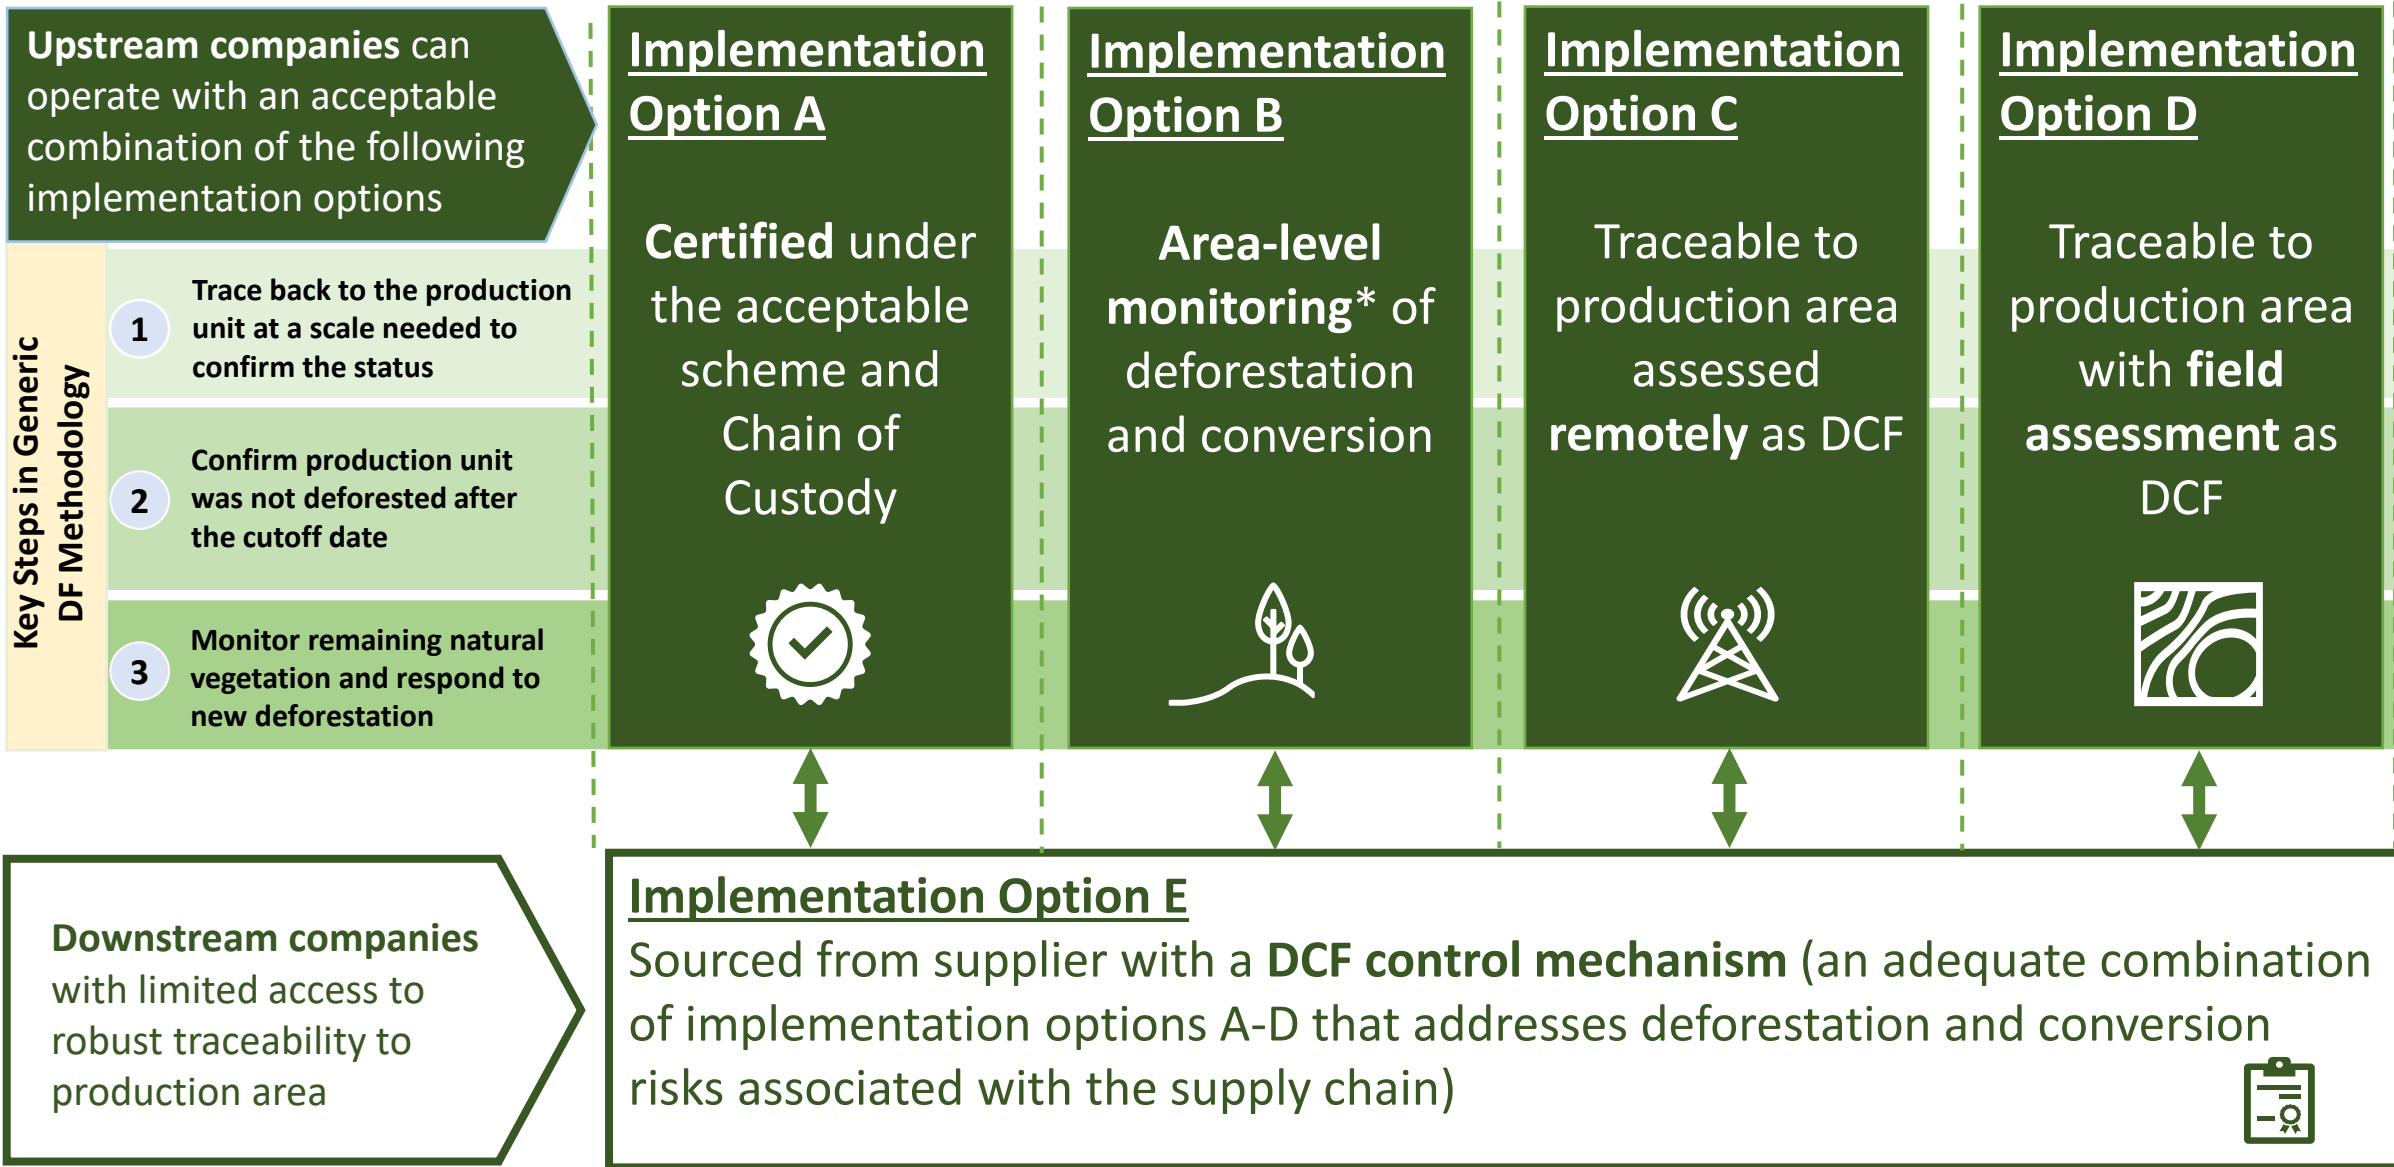 Upstream companies can
operate with an acceptable
combination of the following
implementation options
Key Steps in Generic
DF Methodology
1
Trace back to the production
unit at a scale needed to
confirm the status
2
Confirm production unit
was not deforested after
the cutoff date
3
Monitor remaining natural
vegetation and respond to
new deforestation
Implementation
Option A
Certified under
the acceptable
scheme and
Chain of
Custody
Implementation
Option B
Area-level
monitoring* of
deforestation
and conversion
Implementation
Option C
Traceable to
production area
assessed
remotely as DCF
Implementation
Option D
Traceable to
production area
with field
assessment as
DCF
Downstream companies
with limited access to
robust traceability to
production area
Implementation Option E
Sourced from supplier with a DCF control mechanism (an adequate combination
of implementation options A-D that addresses deforestation and conversion
risks associated with the supply chain)